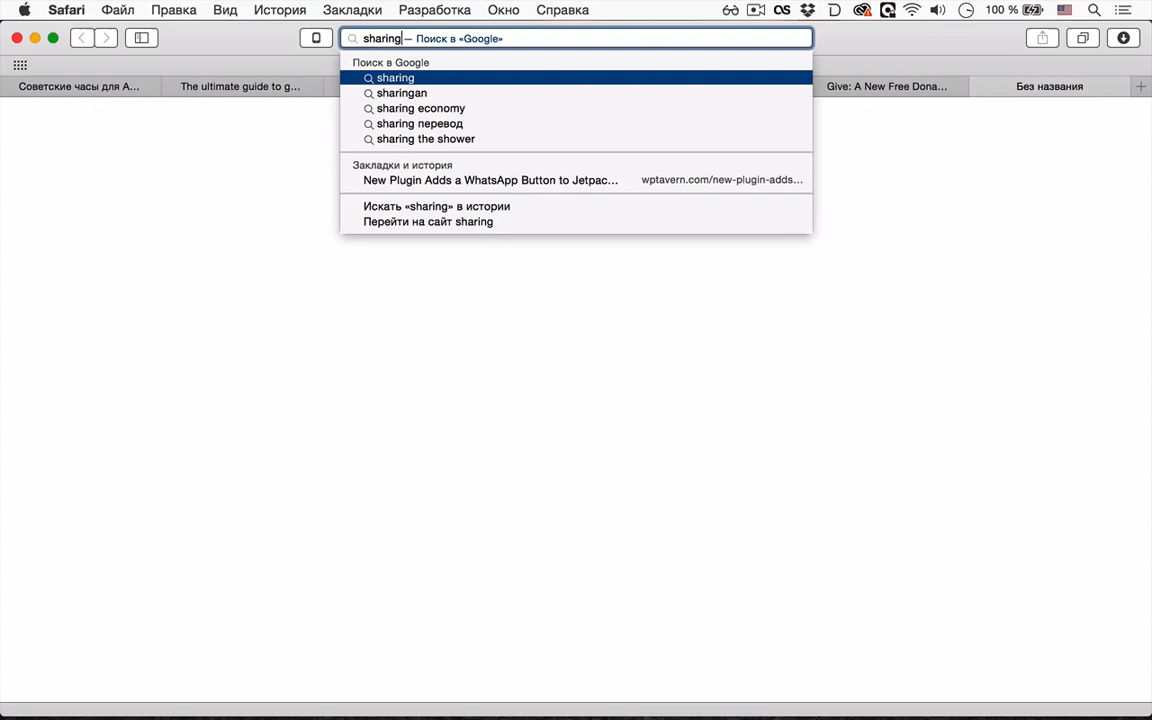 Safari Файл Правка Вид История Закладки Разработка Окно Справка 100 %
sharing — Поиск в «Google»
Поиск в Google
Советские часы для A... The ultimate guide to g... Give: A New Free Dona... Без названия
sharing
sharingan
sharing economy
sharing перевод
sharing the shower
Закладки и история
New Plugin Adds a WhatsApp Button to Jetpac... wptavern.com/new-plugin-adds...
Искать «sharing» в истории
Перейти на сайт sharing